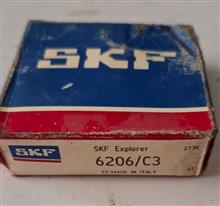 SKF
SKF
SKF Explorer
6206/C3
MADE IN ITALY